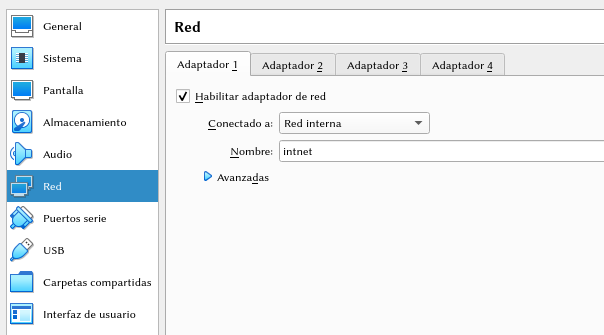 General
Sistema
Pantalla
Almacenamiento
Audio
Red
Puertos serie
USB
Carpetas compartidas
Interfaz de usuario
Red
Adaptador 1 Adaptador 2 Adaptador 3 Adaptador 4
Habilitar adaptador de red
Conectado a: Red interna
Nombre: intnet
Avanzadas